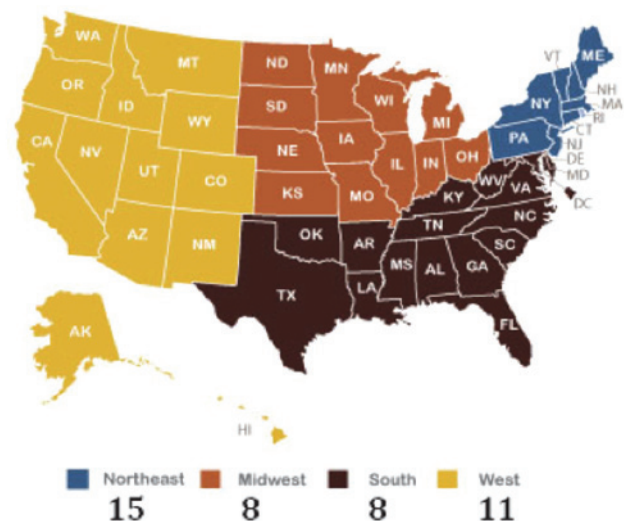 WA
MT
ND
MN
VT
ME
OR
ID
SD
WI
MI
NY
NH
MA
WY
RI
CT
IA
PA
NJ
CA
NV
NE
IL
IN
OH
DE
UT
CO
MD
KS
MO
WV
VA
KY
DC
NC
TN
AZ
NM
OK
AR
SC
MS
AL
GA
TX
LA
FL
AK
HI
Northeast Midwest South West
15 8 8 11